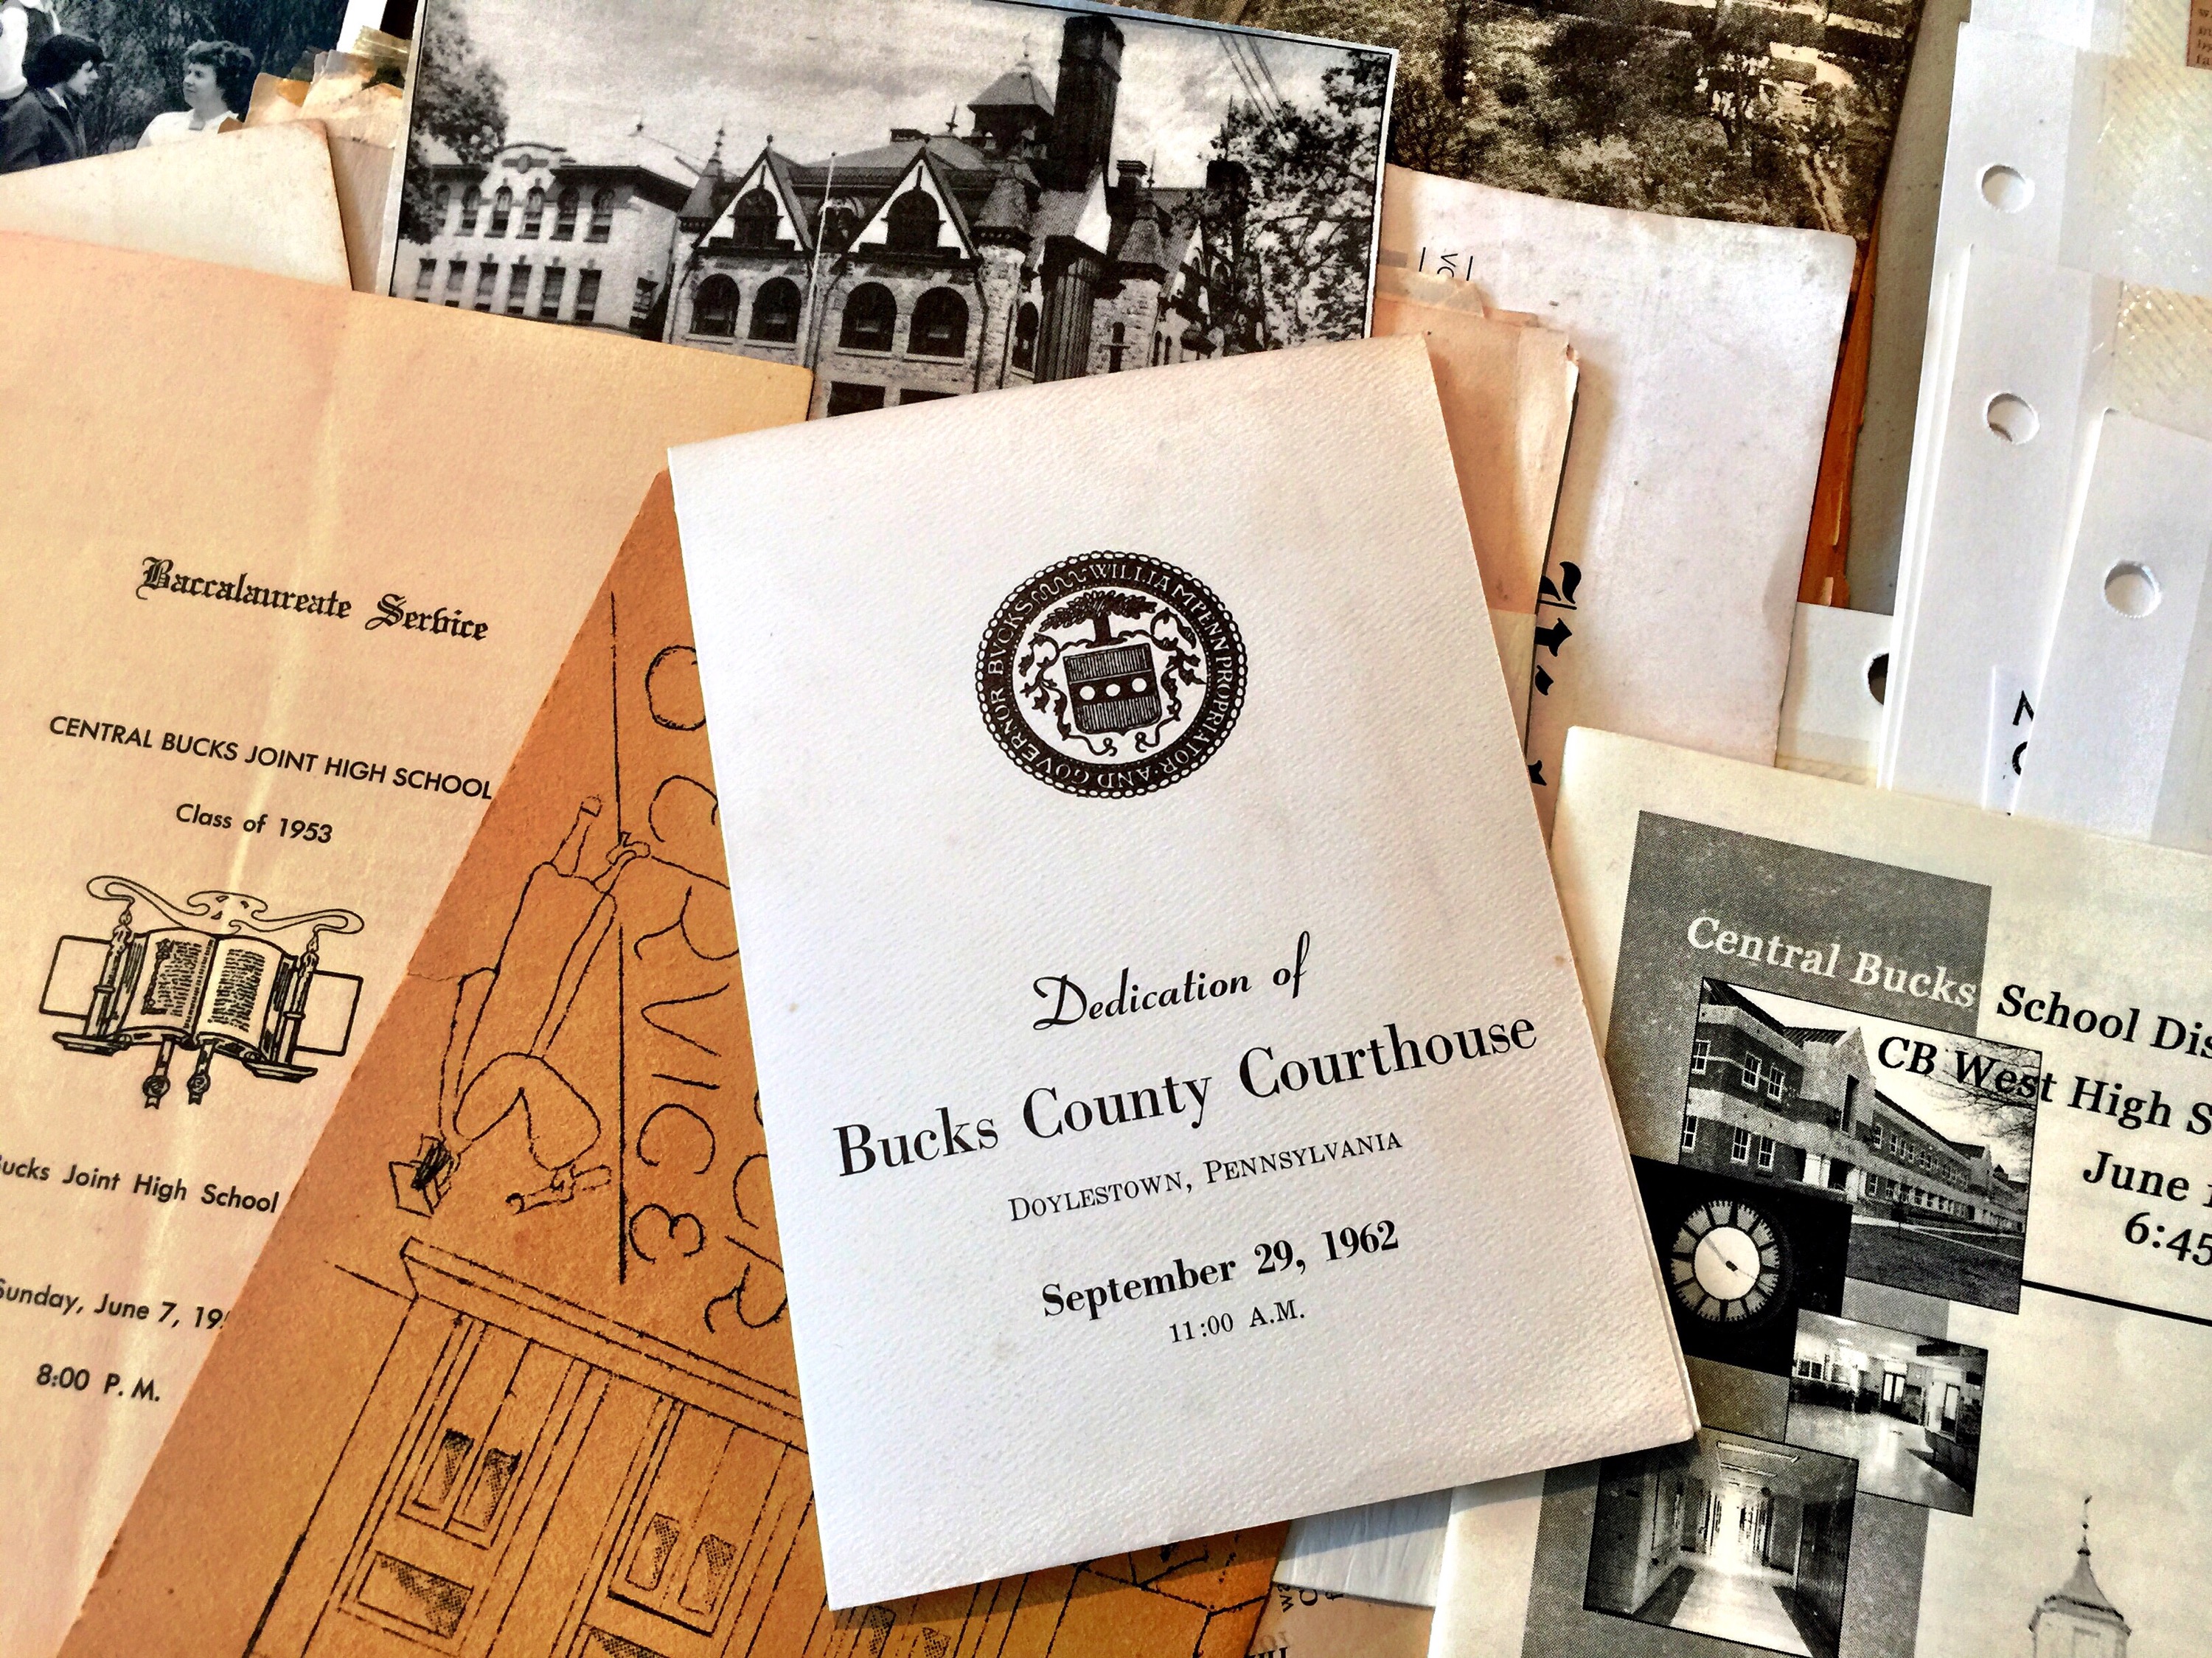 Baccalaureate Service
CENTRAL BUCKS JOINT HIGH SCHOOL
Class of 1953
Bucks Joint High School
Sunday, June 7, 19
8:00 P. M.
WILLIAM PENN PROPRIATOR · AND GOVERNOR BUCKS
Dedication of
Bucks County Courthouse
DOYLESTOWN, PENNSYLVANIA
September 29, 1962
11:00 A.M.
Central Bucks School Dis
CB West High S
June 1
6:45